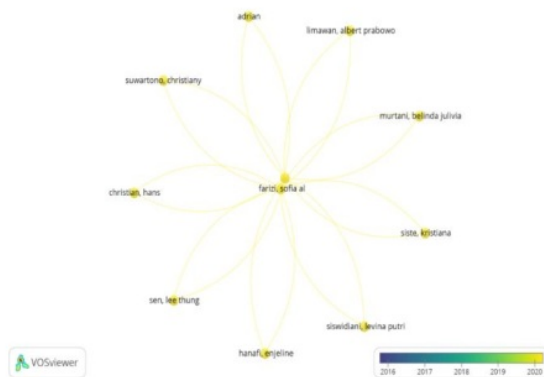 adrian
limawan, albert prabowo
suwartono, christiany
murtani, belinda julivia
farizi, sofia al
christian, hans
siste, kristiana
sen, lee thung
siswidiani, levina putri
hanafi, enjeline
VOSviewer
2016 2017 2018 2019 2020